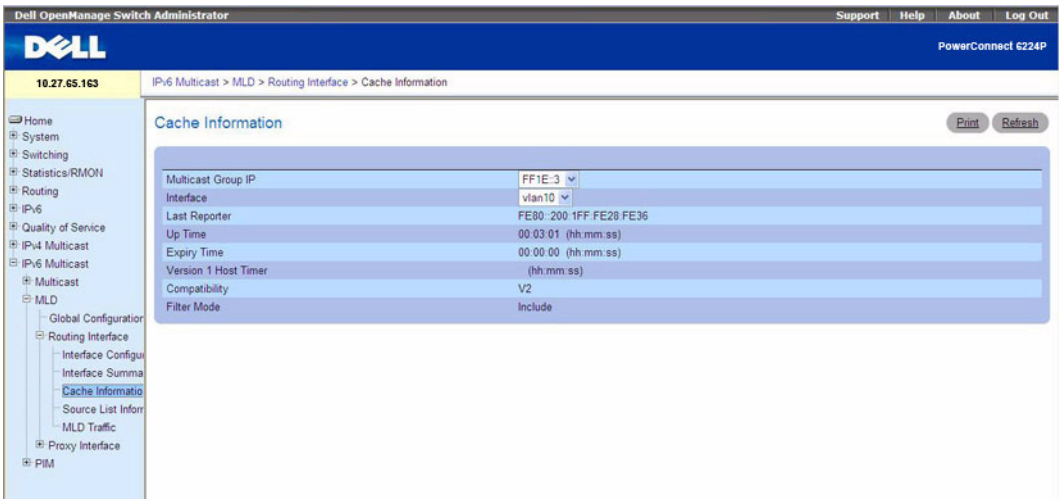 Dell OpenManage Switch Administrator
Support Help About Log Out
DELL
PowerConnect 6224P
10.27.65.163
IPv6 Multicast > MLD > Routing Interface > Cache Information
Home
System
Switching
Statistics/RMON
Routing
IPv6
Quality of Service
IPv4 Multicast
IPv6 Multicast
Multicast
MLD
Global Configuration
Routing Interface
Interface Configu
Interface Summa
Cache Informatio
Source List Inform
MLD Traffic
Proxy Interface
PIM
Cache Information
Print Refresh
Multicast Group IP FF1E::3
Interface vlan10
Last Reporter FE80::200:1FF:FE28:FE36
Up Time 00:03:01 (hh:mm:ss)
Expiry Time 00:00:00 (hh:mm:ss)
Version 1 Host Timer (hh:mm:ss)
Compatibility V2
Filter Mode Include